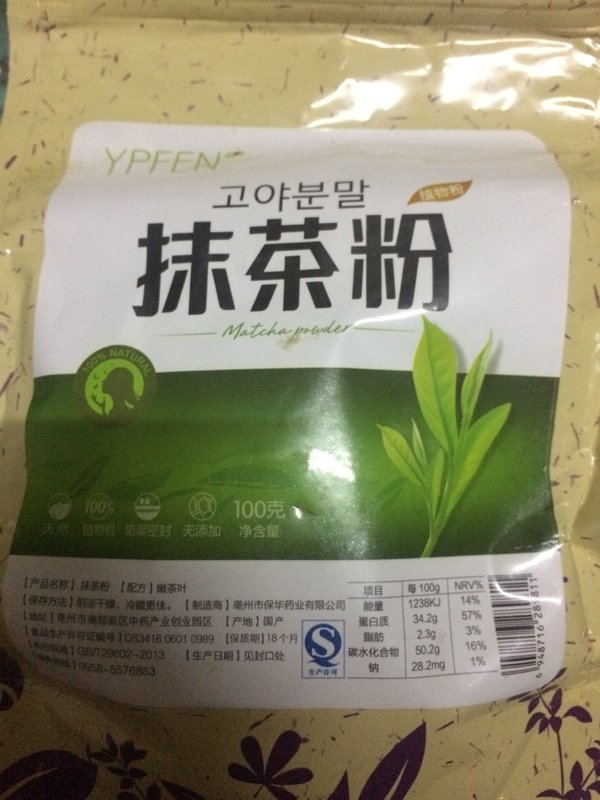 YPFEN
고야분말
植物粉
抹茶粉
Matcha powder
100% NATURAL
100%
100克
天然 植物粉 防潮密封 无添加 净含量
【产品名称】抹茶粉 【配方】嫩茶叶
【保存方法】阴凉干燥、冷藏更佳。 【制造商】亳州市保华药业有限公司
【地址】亳州市南部新区中药产业创业园区 【产地】国产
【食品生产许可证编号】QS3416 0601 0989 【保质期】18个月
【执行标准】GB/T29602-2013 【生产日期】见封口处
0558-5576883
QS
生产许可
项目 每100g NRV%
能量 1238KJ 14%
蛋白质 34.2g 57%
脂肪 2.3g 3%
碳水化合物 50.2g 16%
钠 28.2mg 1%